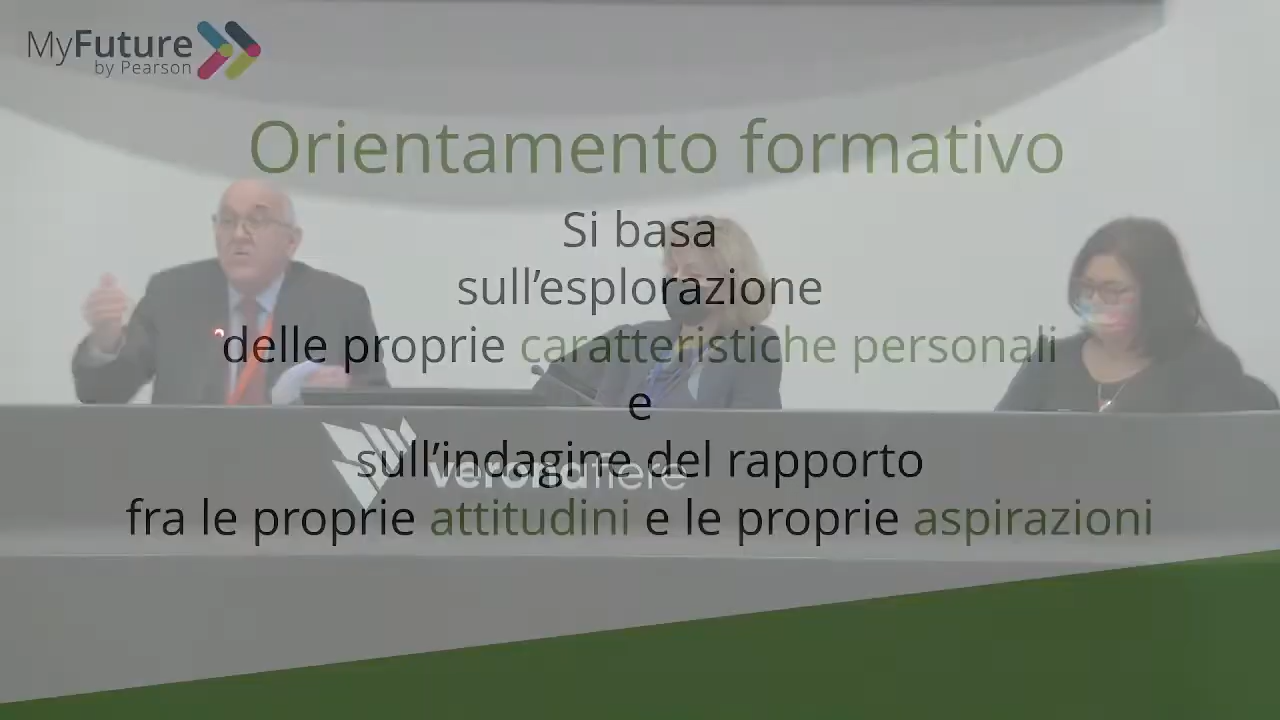 MyFuture
by Pearson
Orientamento formativo
Si basa
sull’esplorazione
delle proprie caratteristiche personali
e
sull’indagine del rapporto
veronafiere
fra le proprie attitudini e le proprie aspirazioni